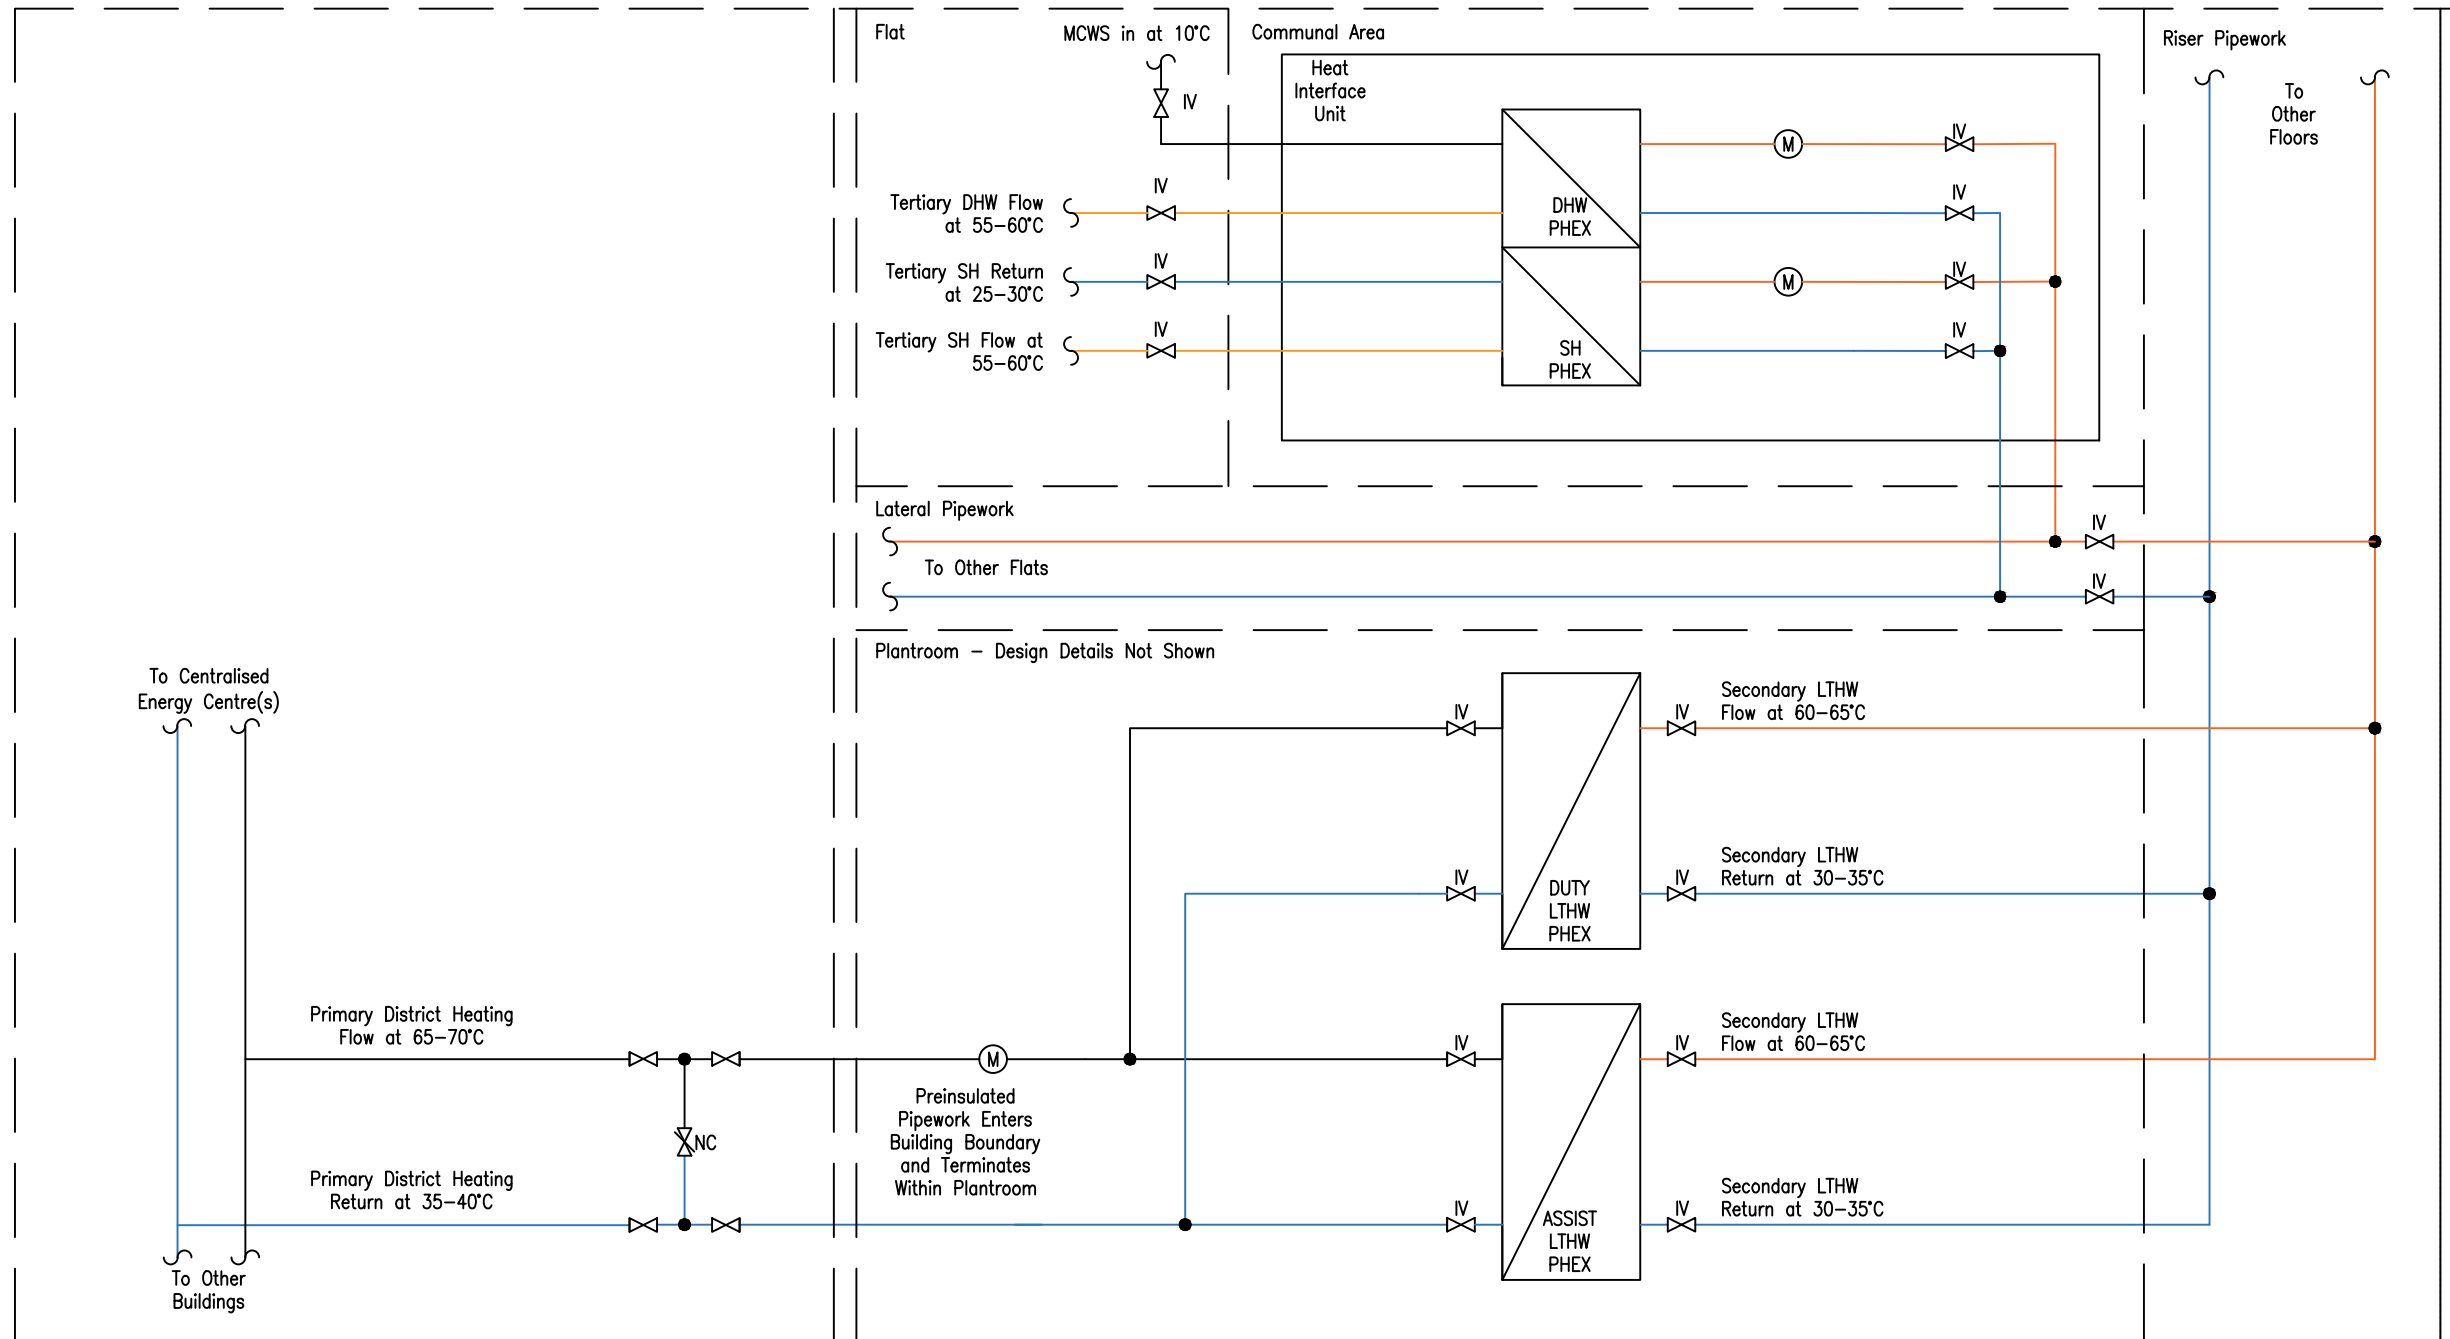 Flat
MCWS in at 10°C
Communal Area
Riser Pipework
Heat
Interface
Unit
IV
To
Other
Floors
M
IV
Tertiary DHW Flow
at 55-60°C
IV
DHW
PHEX
IV
Tertiary SH Return
at 25-30°C
IV
M
IV
Tertiary SH Flow at
55-60°C
IV
SH
PHEX
IV
Lateral Pipework
IV
To Other Flats
IV
Plantroom - Design Details Not Shown
To Centralised
Energy Centre(s)
IV
IV
Secondary LTHW
Flow at 60-65°C
IV
DUTY
LTHW
PHEX
IV
Secondary LTHW
Return at 30-35°C
Primary District Heating
Flow at 65-70°C
M
IV
IV
Secondary LTHW
Flow at 60-65°C
Preinsulated
Pipework Enters
Building Boundary
and Terminates
Within Plantroom
NC
Primary District Heating
Return at 35-40°C
IV
ASSIST
LTHW
PHEX
IV
Secondary LTHW
Return at 30-35°C
To Other
Buildings